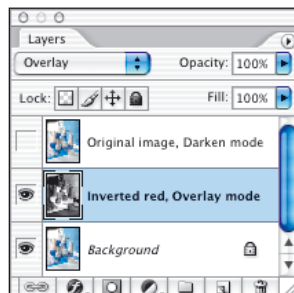 Layers
Overlay Opacity: 100%
Lock: Fill: 100%
Original image, Darken mode
Inverted red, Overlay mode
Background